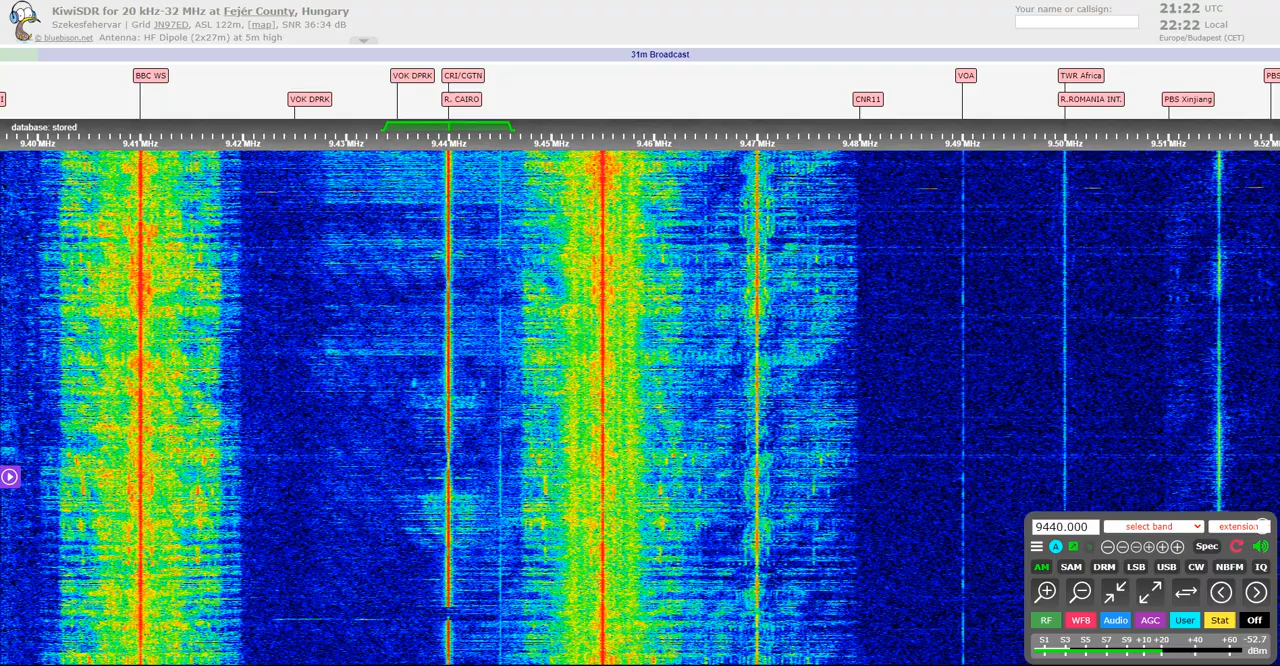 KiwiSDR for 20 kHz-32 MHz at Fejér County, Hungary
Szekesfehervar | Grid JN97ED, ASL 122m, [map], SNR 36:34 dB
© bluebison.net Antenna: HF Dipole (2x27m) at 5m high
Your name or callsign:
21:22 UTC
22:22 Local
Europe/Budapest (CET)
31m Broadcast
BBC WS VOK DPRK CRI/CGTN VOA TWR Africa PBS
I VOK DPRK R. CAIRO CNR11 R.ROMANIA INT. PBS Xinjiang
database: stored
9.40 MHz 9.41 MHz 9.42 MHz 9.43 MHz 9.44 MHz 9.45 MHz 9.46 MHz 9.47 MHz 9.48 MHz 9.49 MHz 9.50 MHz 9.51 MHz 9.52 M
9440.000 select band extension
A Spec
AM SAM DRM LSB USB CW NBFM IQ
RF WF8 Audio AGC User Stat Off
S1 S3 S5 S7 S9 +10 +20 +40 +60 -52.7
dBm